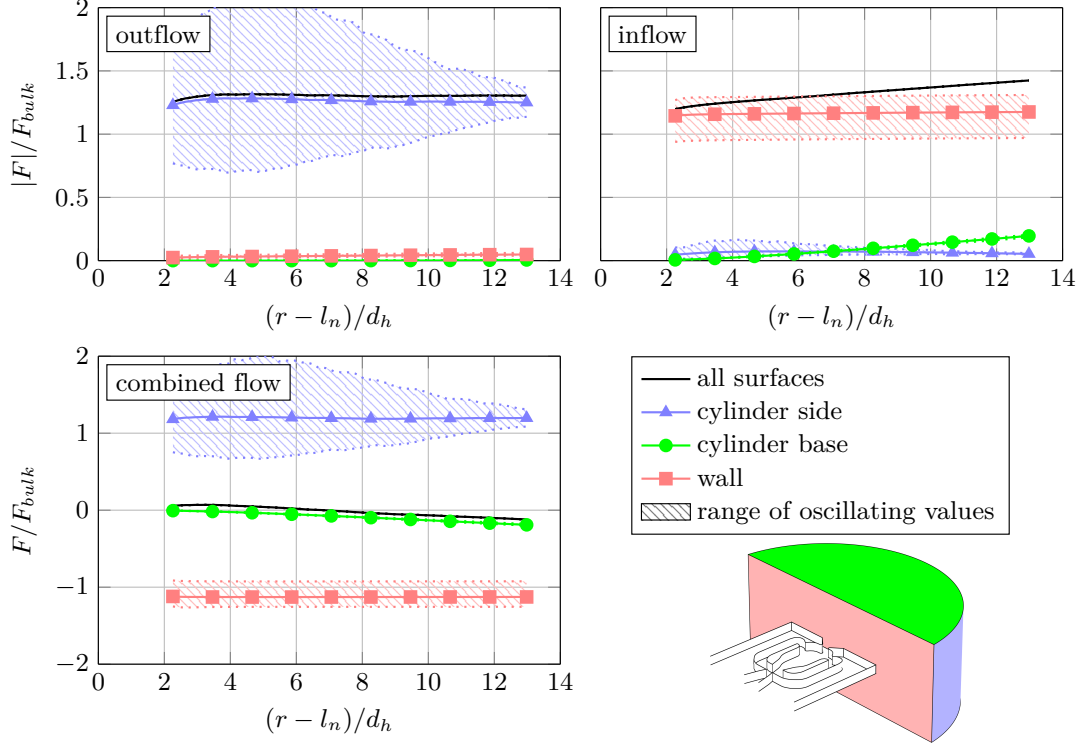 outflow
2
1.5
1
0.5
0
|F|/F_bulk
0 2 4 6 8 10 12 14
(r − l_n)/d_h
inflow
0 2 4 6 8 10 12 14
(r − l_n)/d_h
combined flow
2
1
0
−1
−2
F/F_bulk
0 2 4 6 8 10 12 14
(r − l_n)/d_h
all surfaces
cylinder side
cylinder base
wall
range of oscillating values